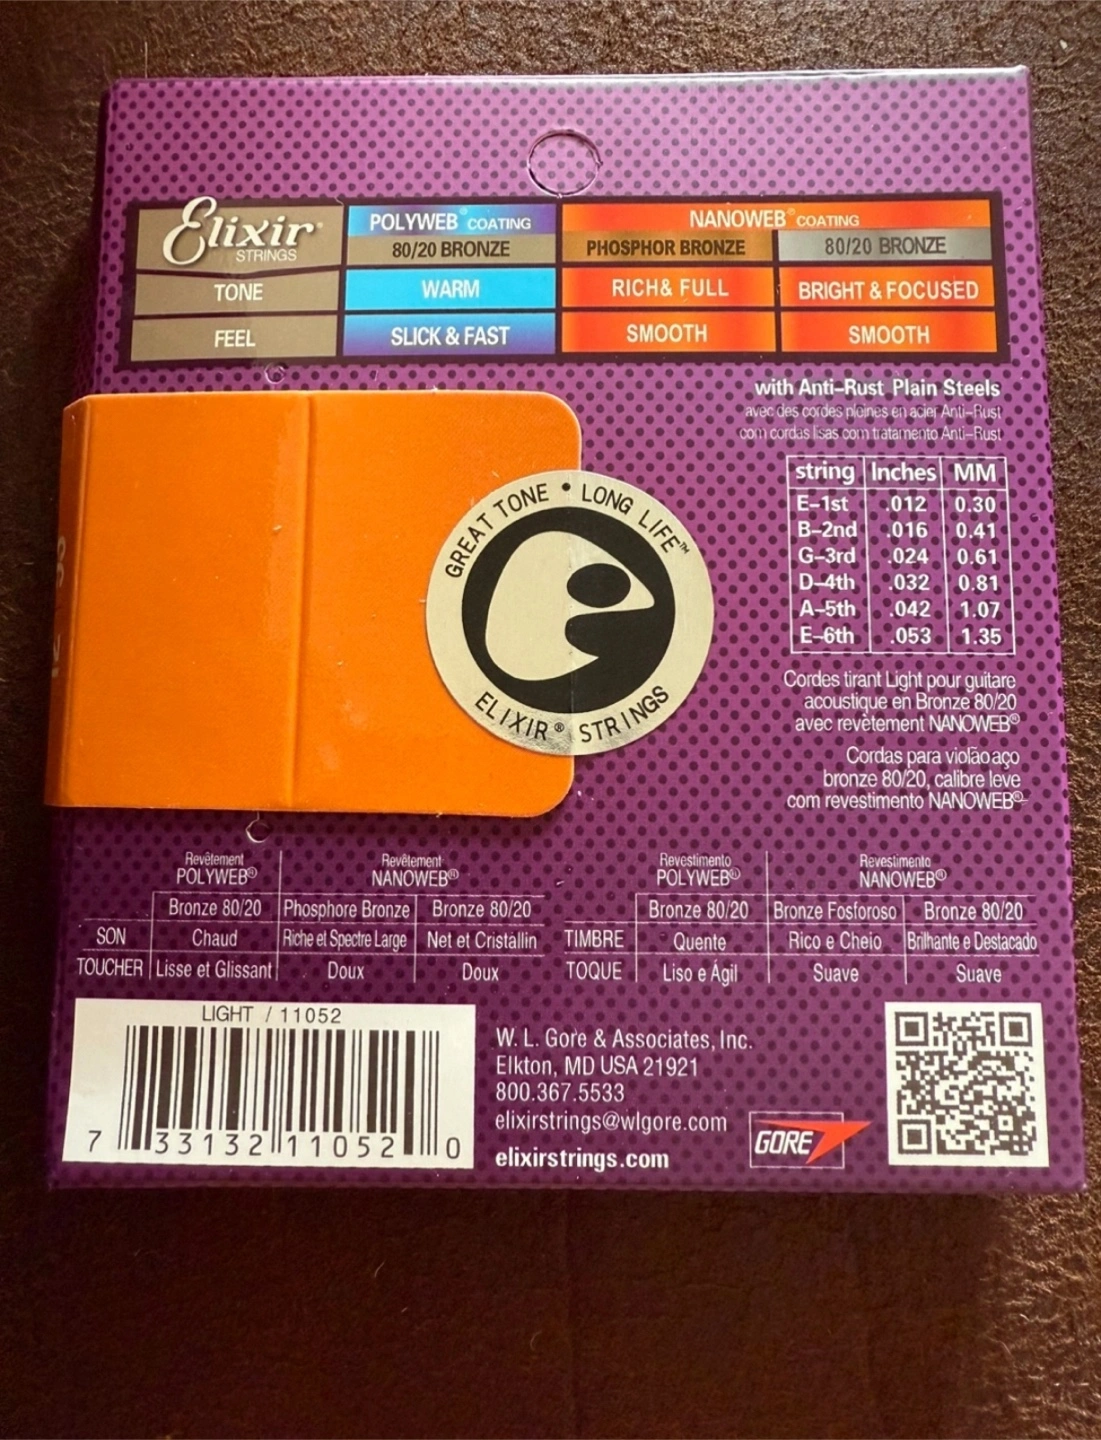 Elixir® STRINGS
POLYWEB® COATING
NANOWEB® COATING
80/20 BRONZE
PHOSPHOR BRONZE
80/20 BRONZE
TONE
WARM
RICH& FULL
BRIGHT & FOCUSED
FEEL
SLICK & FAST
SMOOTH
SMOOTH
with Anti-Rust Plain Steels
avec des cordes pleines en acier Anti-Rust
com cordas lisas com tratamento Anti-Rust
string Inches MM
E-1st .012 0.30
B-2nd .016 0.41
G-3rd .024 0.61
D-4th .032 0.81
A-5th .042 1.07
E-6th .053 1.35
GREAT TONE • LONG LIFE™
ELIXIR® STRINGS
Cordes tirant Light pour guitare
acoustique en Bronze 80/20
avec revètement NANOWEB®
Cordas para violão aço
bronze 80/20, calibre leve
com revestimento NANOWEB®
Revêtement POLYWEB®
Revêtement NANOWEB®
Bronze 80/20 Phosphore Bronze Bronze 80/20
SON Chaud Riche et Spectre Large Net et Cristallin
TOUCHER Lisse et Glissant Doux Doux
Revestimento POLYWEB®
Revestimento NANOWEB®
Bronze 80/20 Bronze Fosforoso Bronze 80/20
TIMBRE Quente Rico e Cheio Brilhante e Destacado
TOQUE Liso e Ágil Suave Suave
LIGHT / 11052
7 33132 11052 0
W. L. Gore & Associates, Inc.
Elkton, MD USA 21921
800.367.5533
elixirstrings@wlgore.com
elixirstrings.com
GORE